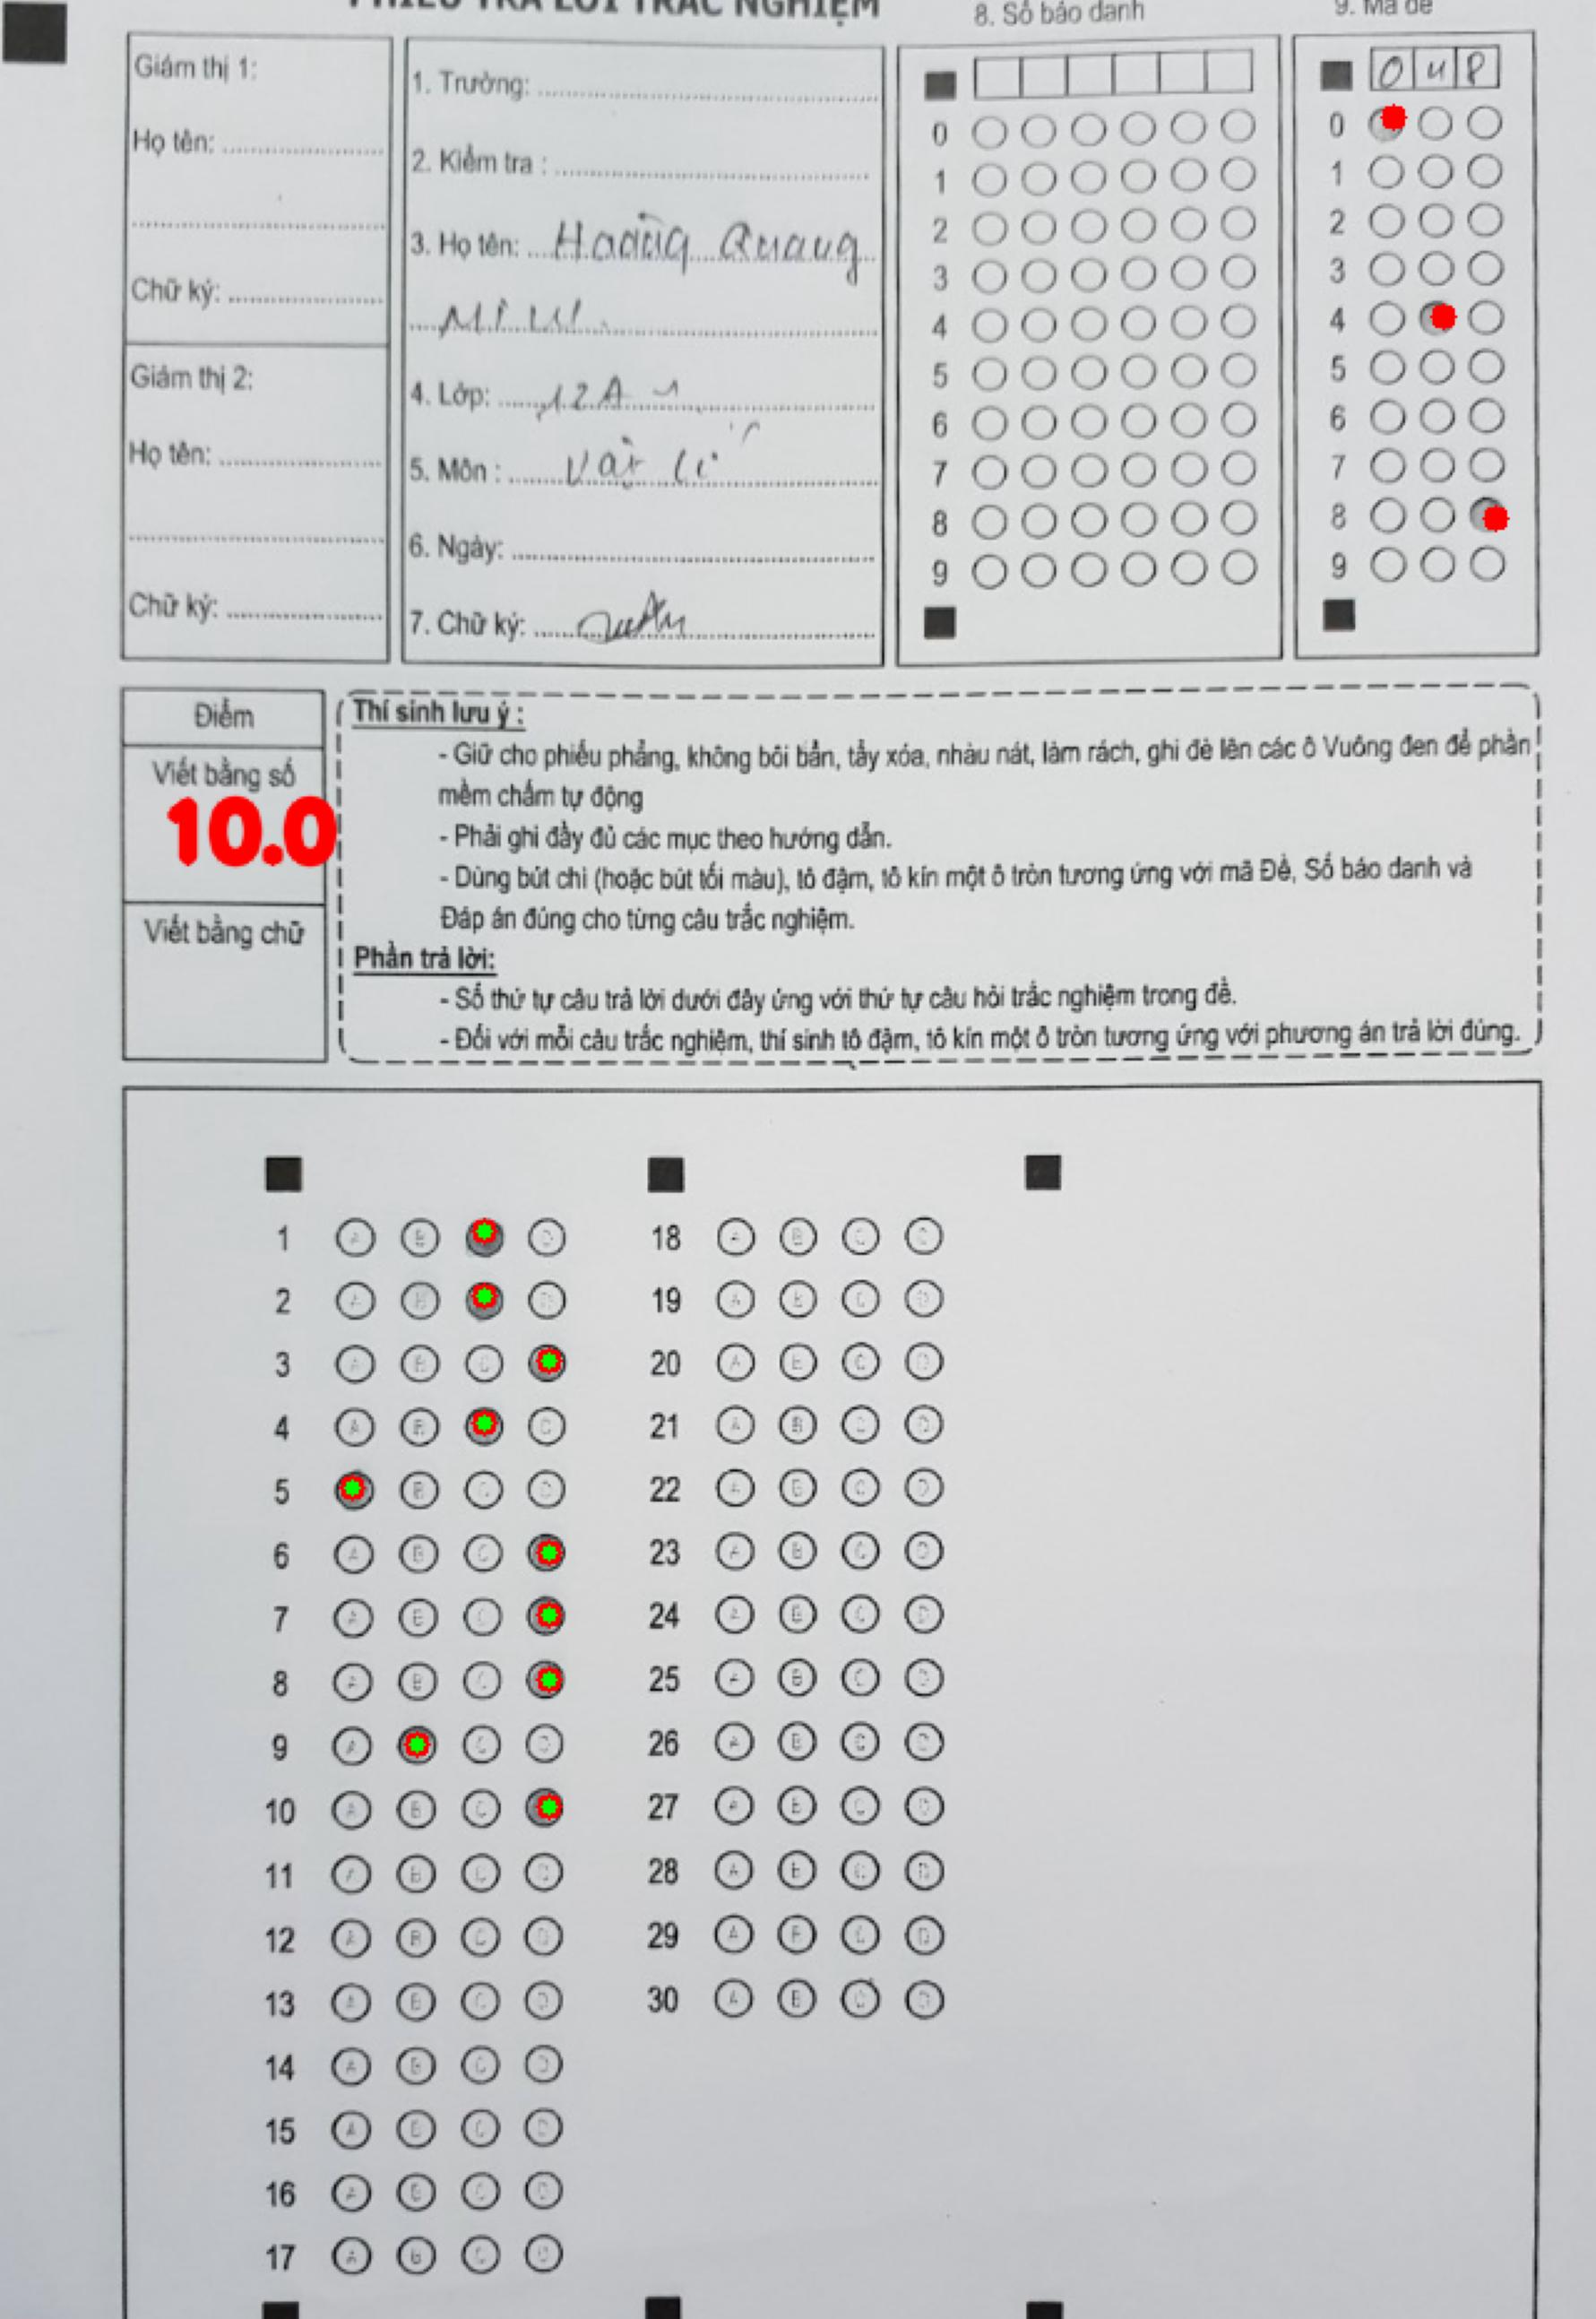 PHIẾU TRẢ LỜI TRẮC NGHIỆM
8. Số báo danh
9. Mã đề
Giám thị 1:
Họ tên:
Chữ ký:
Giám thị 2:
Họ tên:
Chữ ký:
1. Trường:
2. Kiểm tra :
3. Họ tên: Hoàng Quang
4. Lớp: 12A1
5. Môn : Vật lí
6. Ngày:
7. Chữ ký:
0
1
2
3
4
5
6
7
8
9
0 4 8
0
1
2
3
4
5
6
7
8
9
Điểm
Viết bằng số
10.0
Viết bằng chữ
Thí sinh lưu ý :
- Giữ cho phiếu phẳng, không bôi bẩn, tẩy xóa, nhàu nát, làm rách, ghi đè lên các ô Vuông đen để phần
mềm chấm tự động
- Phải ghi đầy đủ các mục theo hướng dẫn.
- Dùng bút chì (hoặc bút tối màu), tô đậm, tô kín một ô tròn tương ứng với mã Đề, Số báo danh và
Đáp án đúng cho từng câu trắc nghiệm.
Phần trả lời:
- Số thứ tự câu trả lời dưới đây ứng với thứ tự câu hỏi trắc nghiệm trong đề.
- Đối với mỗi câu trắc nghiệm, thí sinh tô đậm, tô kín một ô tròn tương ứng với phương án trả lời đúng.
1 A B D
2 A B D
3 A B C
4 A B D
5 B C D
6 A B C
7 A B C
8 A B C
9 A C D
10 A B C
11 A B C D
12 A B C D
13 A B C D
14 A B C D
15 A B C D
16 A B C D
17 A B C D
18 A B C D
19 A B C D
20 A B C D
21 A B C D
22 A B C D
23 A B C D
24 A B C D
25 A B C D
26 A B C D
27 A B C D
28 A B C D
29 A B C D
30 A B C D